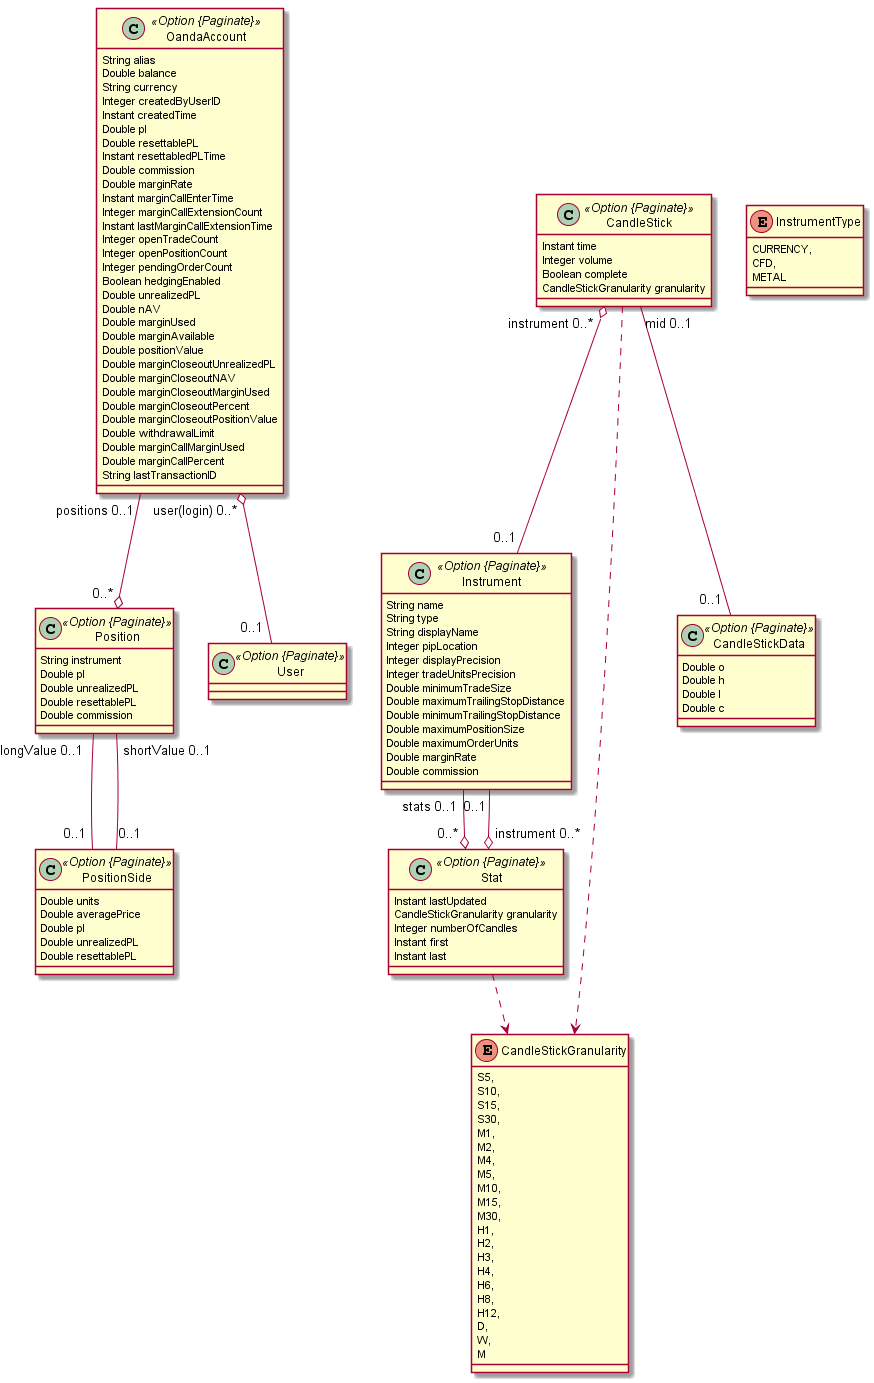 C «Option {Paginate}»
OandaAccount
String alias
Double balance
String currency
Integer createdByUserID
Instant createdTime
Double pl
Double resettablePL
Instant resettabledPLTime
Double commission
Double marginRate
Instant marginCallEnterTime
Integer marginCallExtensionCount
Instant lastMarginCallExtensionTime
Integer openTradeCount
Integer openPositionCount
Integer pendingOrderCount
Boolean hedgingEnabled
Double unrealizedPL
Double nAV
Double marginUsed
Double marginAvailable
Double positionValue
Double marginCloseoutUnrealizedPL
Double marginCloseoutNAV
Double marginCloseoutMarginUsed
Double marginCloseoutPercent
Double marginCloseoutPositionValue
Double withdrawalLimit
Double marginCallMarginUsed
Double marginCallPercent
String lastTransactionID
C «Option {Paginate}»
CandleStick
Instant time
Integer volume
Boolean complete
CandleStickGranularity granularity
E InstrumentType
CURRENCY,
CFD,
METAL
instrument 0..*
mid 0..1
positions 0..1
user(login) 0..*
0..*
0..1
0..1
0..1
C «Option {Paginate}»
Position
String instrument
Double pl
Double unrealizedPL
Double resettablePL
Double commission
C «Option {Paginate}»
User
C «Option {Paginate}»
Instrument
String name
String type
String displayName
Integer pipLocation
Integer displayPrecision
Integer tradeUnitsPrecision
Double minimumTradeSize
Double maximumTrailingStopDistance
Double minimumTrailingStopDistance
Double maximumPositionSize
Double maximumOrderUnits
Double marginRate
Double commission
C «Option {Paginate}»
CandleStickData
Double o
Double h
Double l
Double c
longValue 0..1
shortValue 0..1
0..1
0..1
stats 0..1
0..1
0..*
instrument 0..*
C «Option {Paginate}»
PositionSide
Double units
Double averagePrice
Double pl
Double unrealizedPL
Double resettablePL
C «Option {Paginate}»
Stat
Instant lastUpdated
CandleStickGranularity granularity
Integer numberOfCandles
Instant first
Instant last
E CandleStickGranularity
S5,
S10,
S15,
S30,
M1,
M2,
M4,
M5,
M10,
M15,
M30,
H1,
H2,
H3,
H4,
H6,
H8,
H12,
D,
W,
M